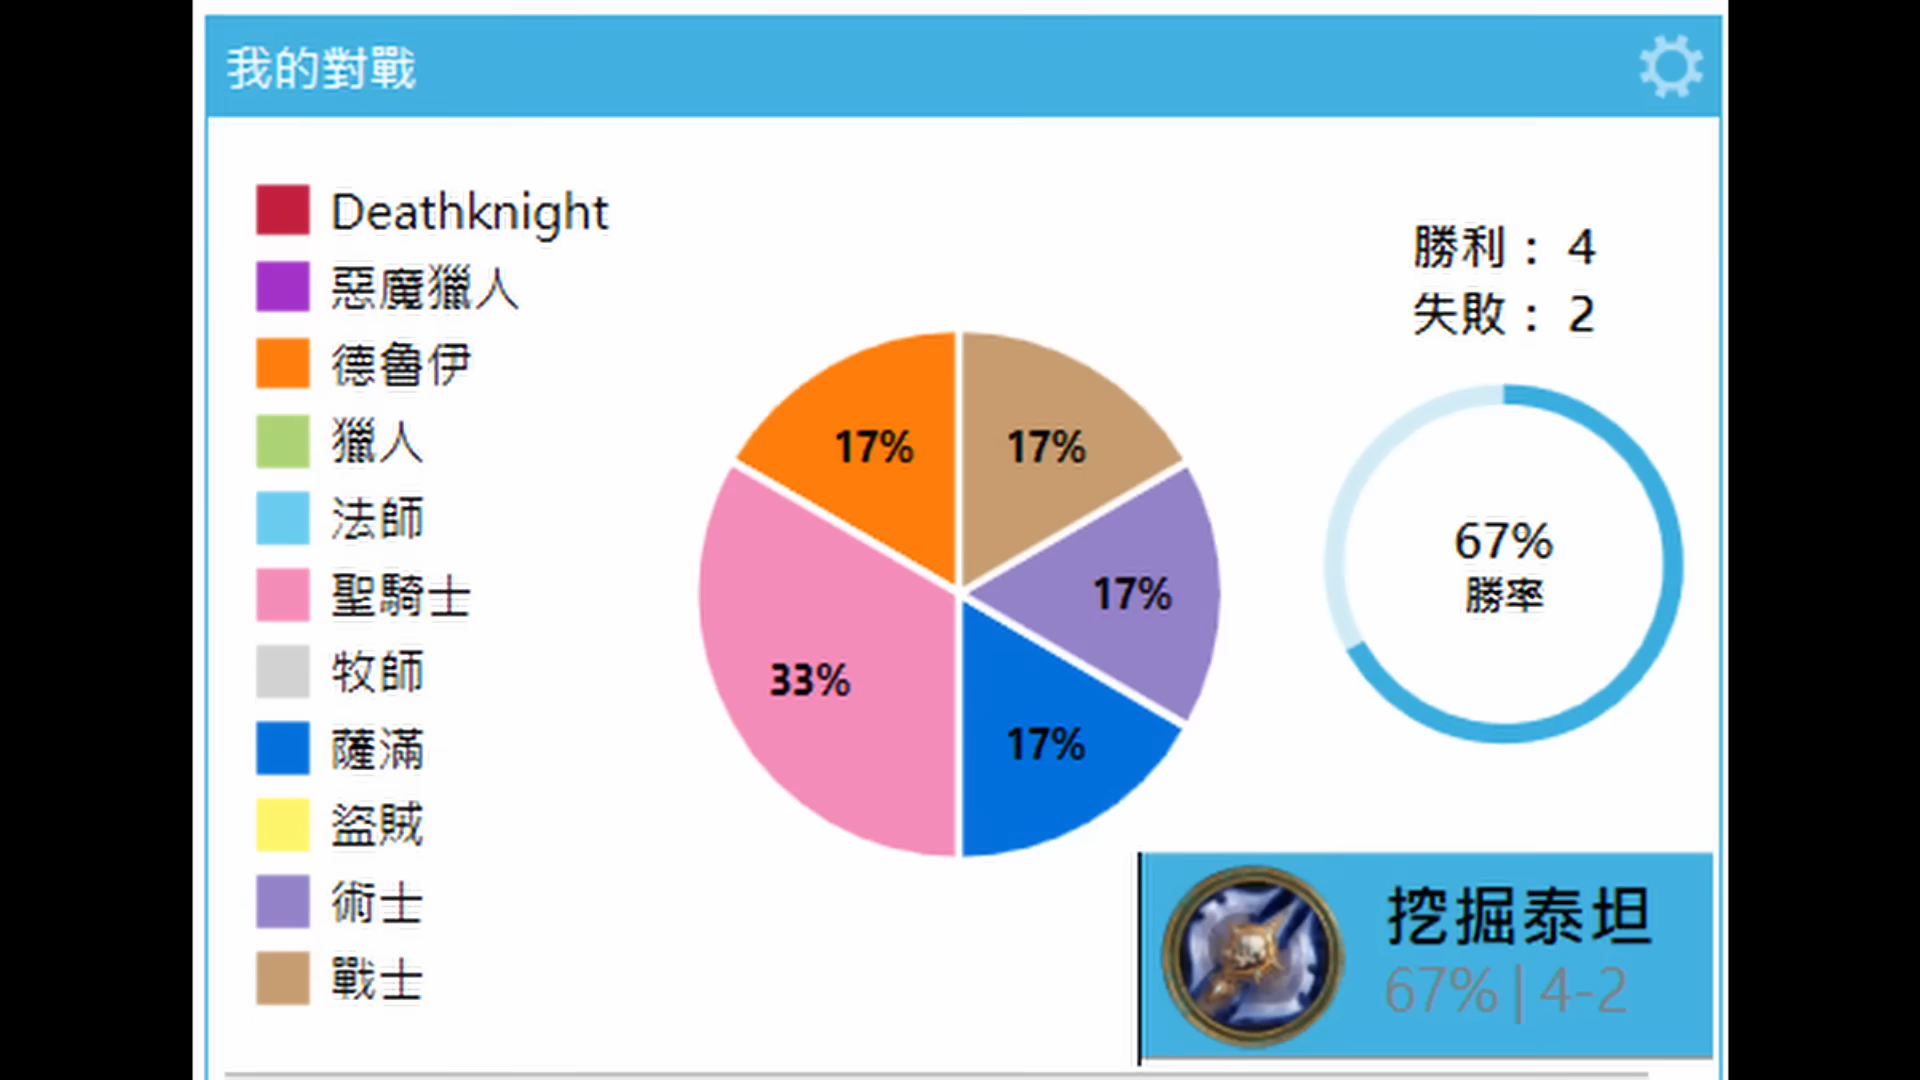 我的對戰
Deathknight
惡魔獵人
德魯伊
獵人
法師
聖騎士
牧師
薩滿
盜賊
術士
戰士
17%
17%
17%
33%
17%
勝利： 4
失敗： 2
67%
勝率
挖掘泰坦
67% | 4-2